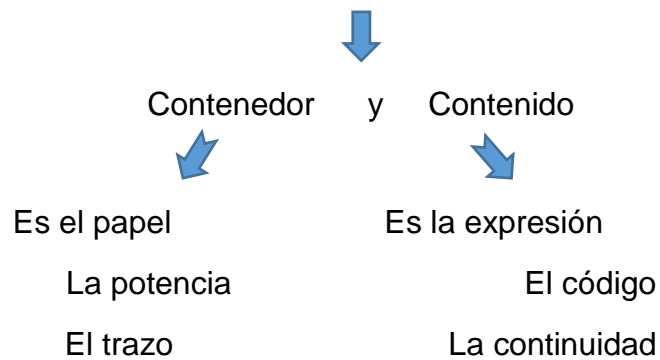 Contenedor y Contenido
Es el papel Es la expresión
La potencia El código
El trazo La continuidad